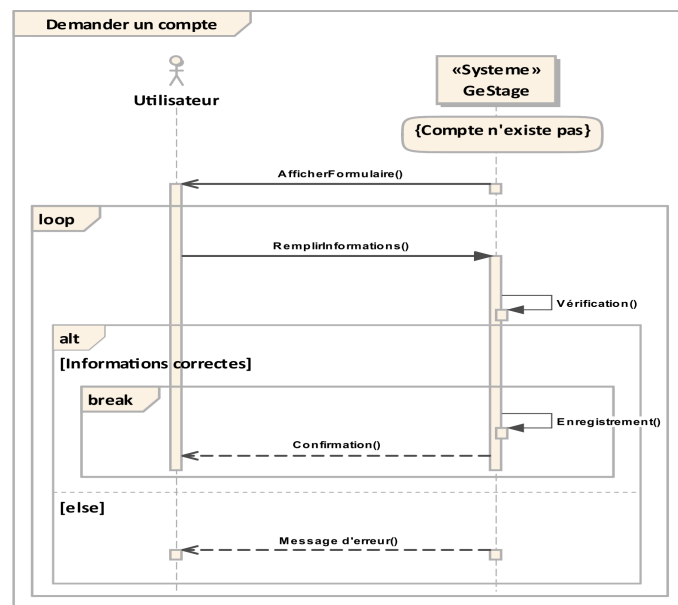 Demander un compte
«Systeme»
GeStage
Utilisateur
{Compte n'existe pas}
AfficherFormulaire()
loop
RemplirInformations()
Vérification()
alt
[Informations correctes]
break
Enregistrement()
Confirmation()
[else]
Message d'erreur()